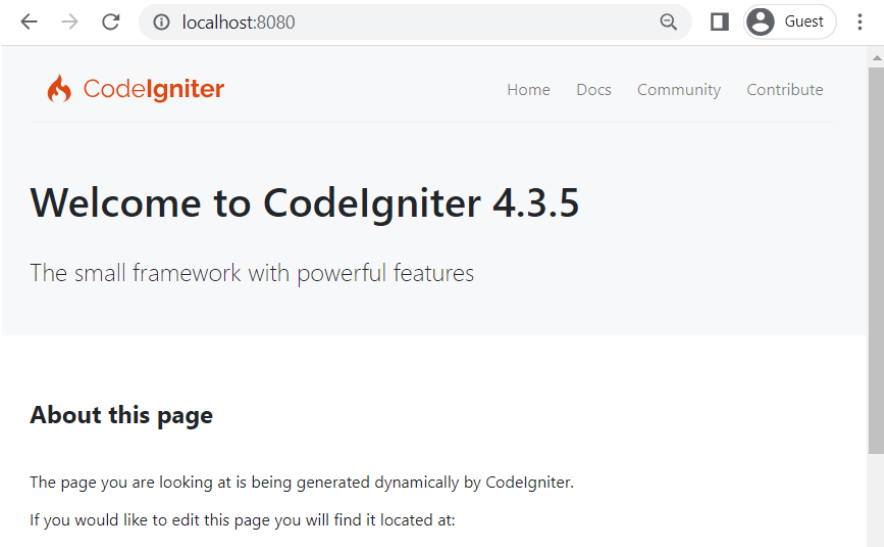 localhost:8080
Guest
CodeIgniter
Home Docs Community Contribute
Welcome to CodeIgniter 4.3.5
The small framework with powerful features
About this page
The page you are looking at is being generated dynamically by CodeIgniter.
If you would like to edit this page you will find it located at: